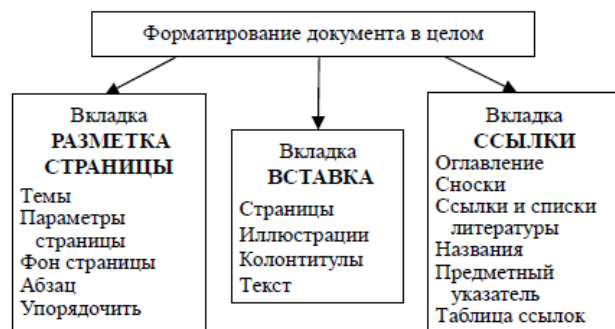 Форматирование документа в целом
Вкладка
РАЗМЕТКА
СТРАНИЦЫ
Темы
Параметры
страницы
Фон страницы
Абзац
Упорядочить
Вкладка
ВСТАВКА
Страницы
Иллюстрации
Колонтитулы
Текст
Вкладка
ССЫЛКИ
Оглавление
Сноски
Ссылки и списки
литературы
Названия
Предметный
указатель
Таблица ссылок